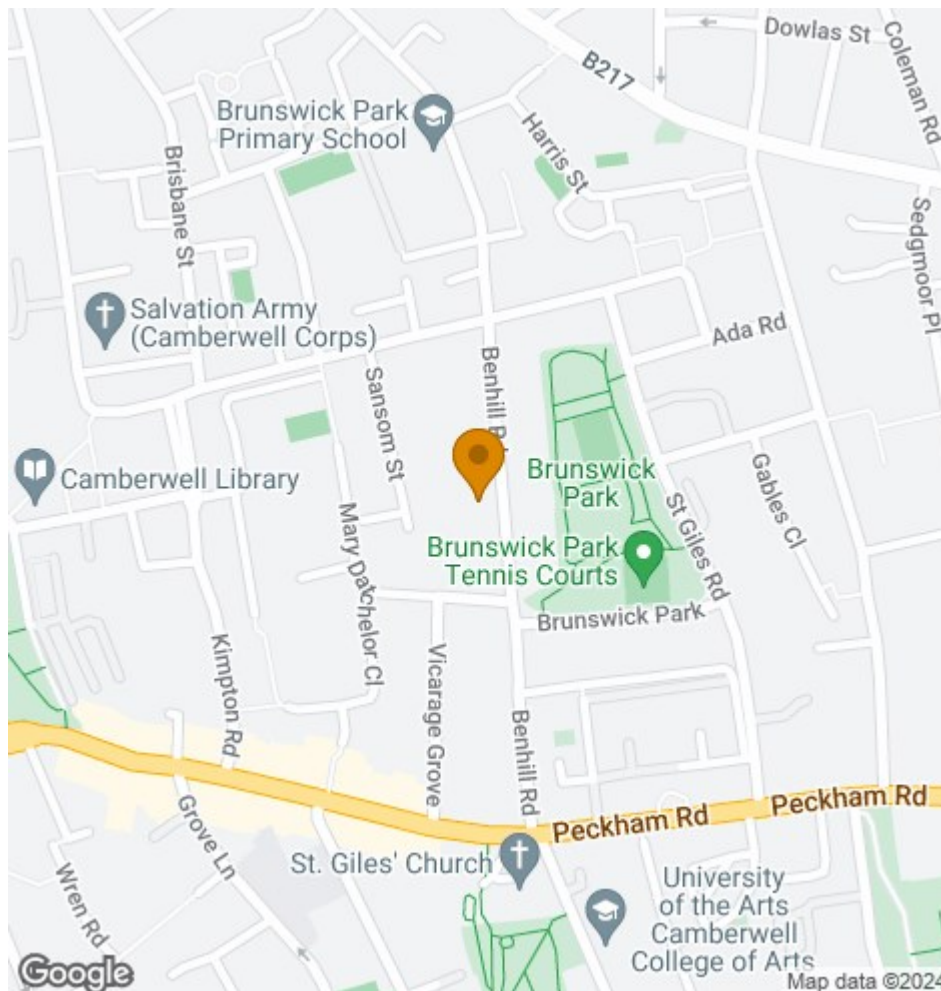 Dowlas St
Coleman Rd
B217
Brunswick Park
Primary School
Harris St
Brisbane St
Sedgmoor Pl
Salvation Army
(Camberwell Corps)
Ada Rd
Benhill Rd
Sansom St
Camberwell Library
Brunswick
Park
Gables Cl
St Giles Rd
Mary Datchelor Cl
Brunswick Park
Tennis Courts
Brunswick Park
Kimpton Rd
Vicarage Grove
Benhill Rd
Peckham Rd
Peckham Rd
Grove Ln
St. Giles' Church
Wren Rd
University
of the Arts
Camberwell
College of Arts
Google
Map data ©2024